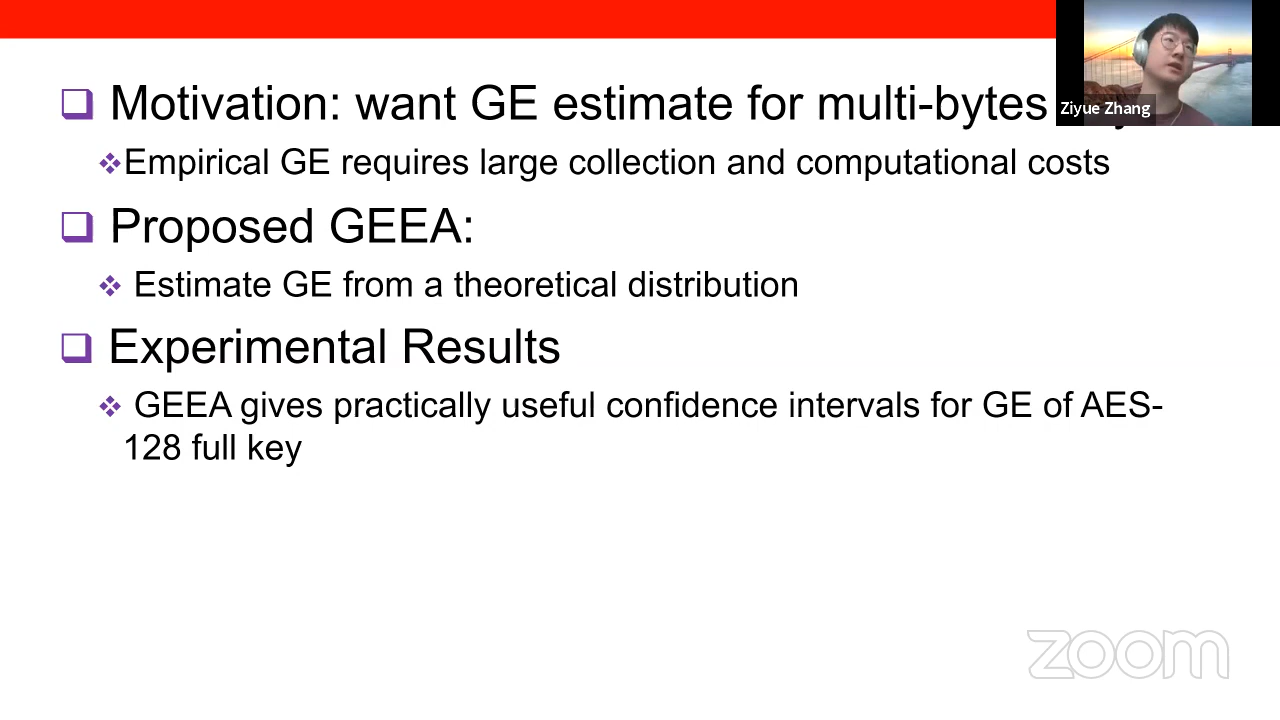 Motivation: want GE estimate for multi-bytes
Ziyue Zhang
Empirical GE requires large collection and computational costs
Proposed GEEA:
Estimate GE from a theoretical distribution
Experimental Results
GEEA gives practically useful confidence intervals for GE of AES-
128 full key
zoom